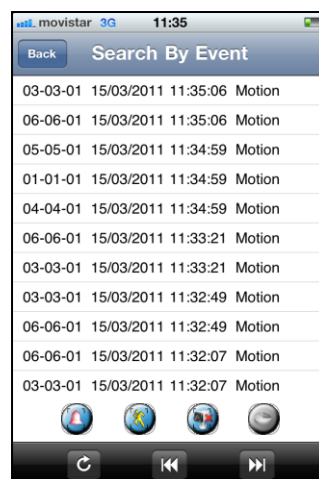 movistar 3G 11:35
Back Search By Event
03-03-01 15/03/2011 11:35:06 Motion
06-06-01 15/03/2011 11:35:06 Motion
05-05-01 15/03/2011 11:34:59 Motion
01-01-01 15/03/2011 11:34:59 Motion
04-04-01 15/03/2011 11:34:59 Motion
06-06-01 15/03/2011 11:33:21 Motion
03-03-01 15/03/2011 11:33:21 Motion
03-03-01 15/03/2011 11:32:49 Motion
06-06-01 15/03/2011 11:32:49 Motion
06-06-01 15/03/2011 11:32:07 Motion
03-03-01 15/03/2011 11:32:07 Motion